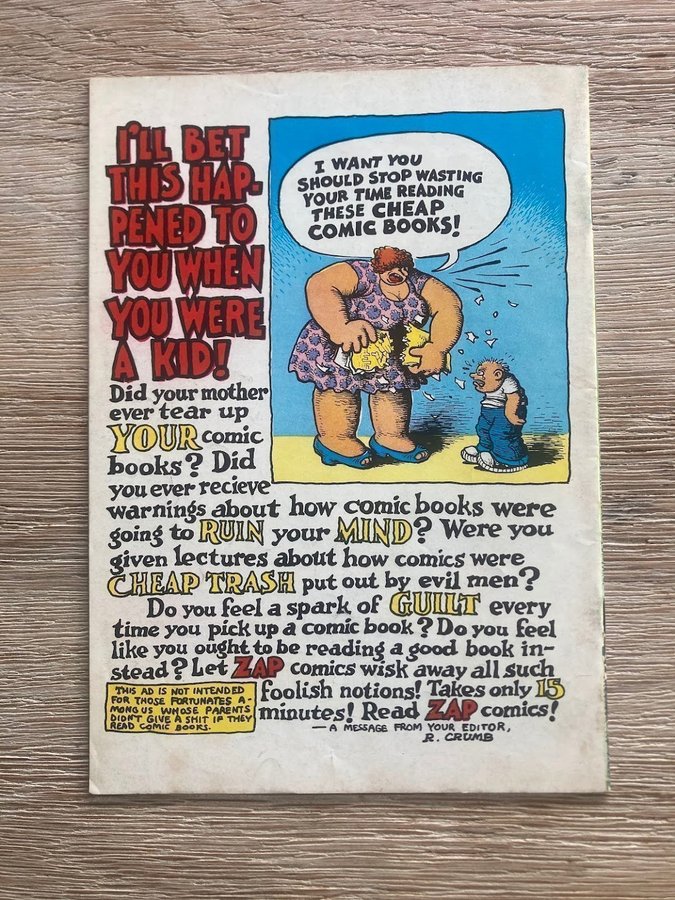 I'LL BET
THIS HAP-
PENED TO
YOU WHEN
YOU WERE
A KID!
I WANT YOU
SHOULD STOP WASTING
YOUR TIME READING
THESE CHEAP
COMIC BOOKS!
Did your mother
ever tear up
YOUR comic
books? Did
you ever recieve
warnings about how comic books were
going to RUIN your MIND? Were you
given lectures about how comics were
CHEAP TRASH put out by evil men?
Do you feel a spark of GUILT every
time you pick up a comic book? Do you feel
like you ought to be reading a good book in-
stead? Let ZAP comics wisk away all such
foolish notions! Takes only 15
minutes! Read ZAP comics!
— A MESSAGE FROM YOUR EDITOR,
R. CRUMB
THIS AD IS NOT INTENDED
FOR THOSE FORTUNATES A-
MONG US WHOSE PARENTS
DIDN'T GIVE A SHIT IF THEY
READ COMIC BOOKS.